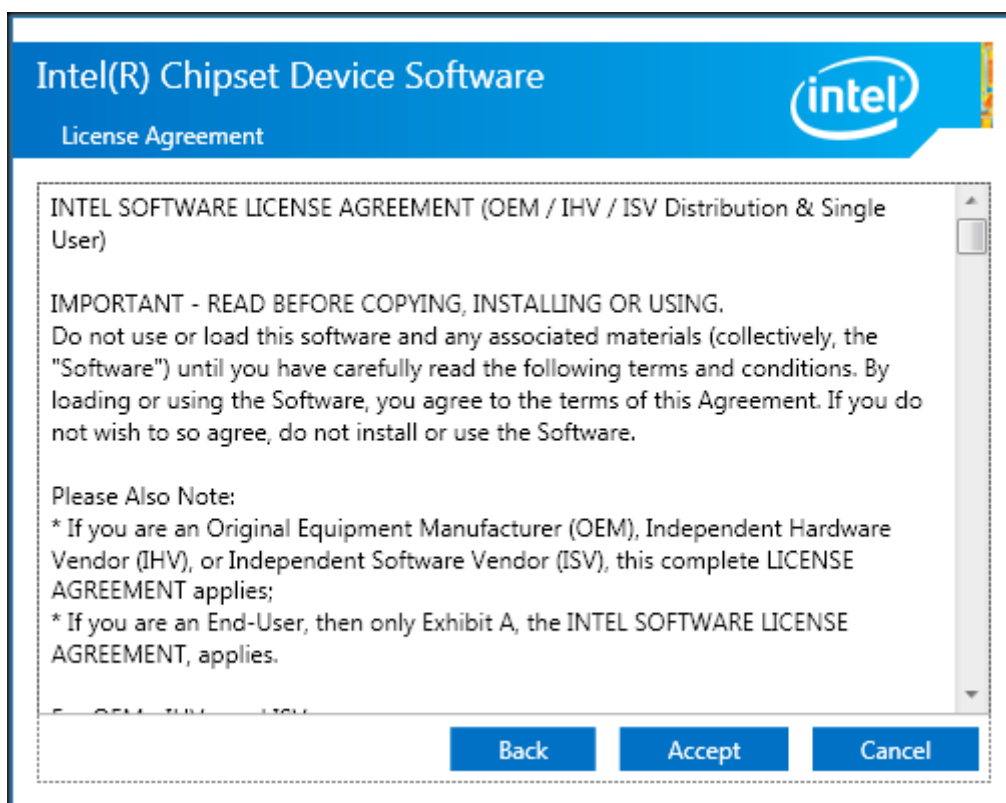 Intel(R) Chipset Device Software
intel
License Agreement
INTEL SOFTWARE LICENSE AGREEMENT (OEM / IHV / ISV Distribution & Single
User)
IMPORTANT - READ BEFORE COPYING, INSTALLING OR USING.
Do not use or load this software and any associated materials (collectively, the
"Software") until you have carefully read the following terms and conditions. By
loading or using the Software, you agree to the terms of this Agreement. If you do
not wish to so agree, do not install or use the Software.
Please Also Note:
* If you are an Original Equipment Manufacturer (OEM), Independent Hardware
Vendor (IHV), or Independent Software Vendor (ISV), this complete LICENSE
AGREEMENT applies;
* If you are an End-User, then only Exhibit A, the INTEL SOFTWARE LICENSE
AGREEMENT, applies.
Back Accept Cancel